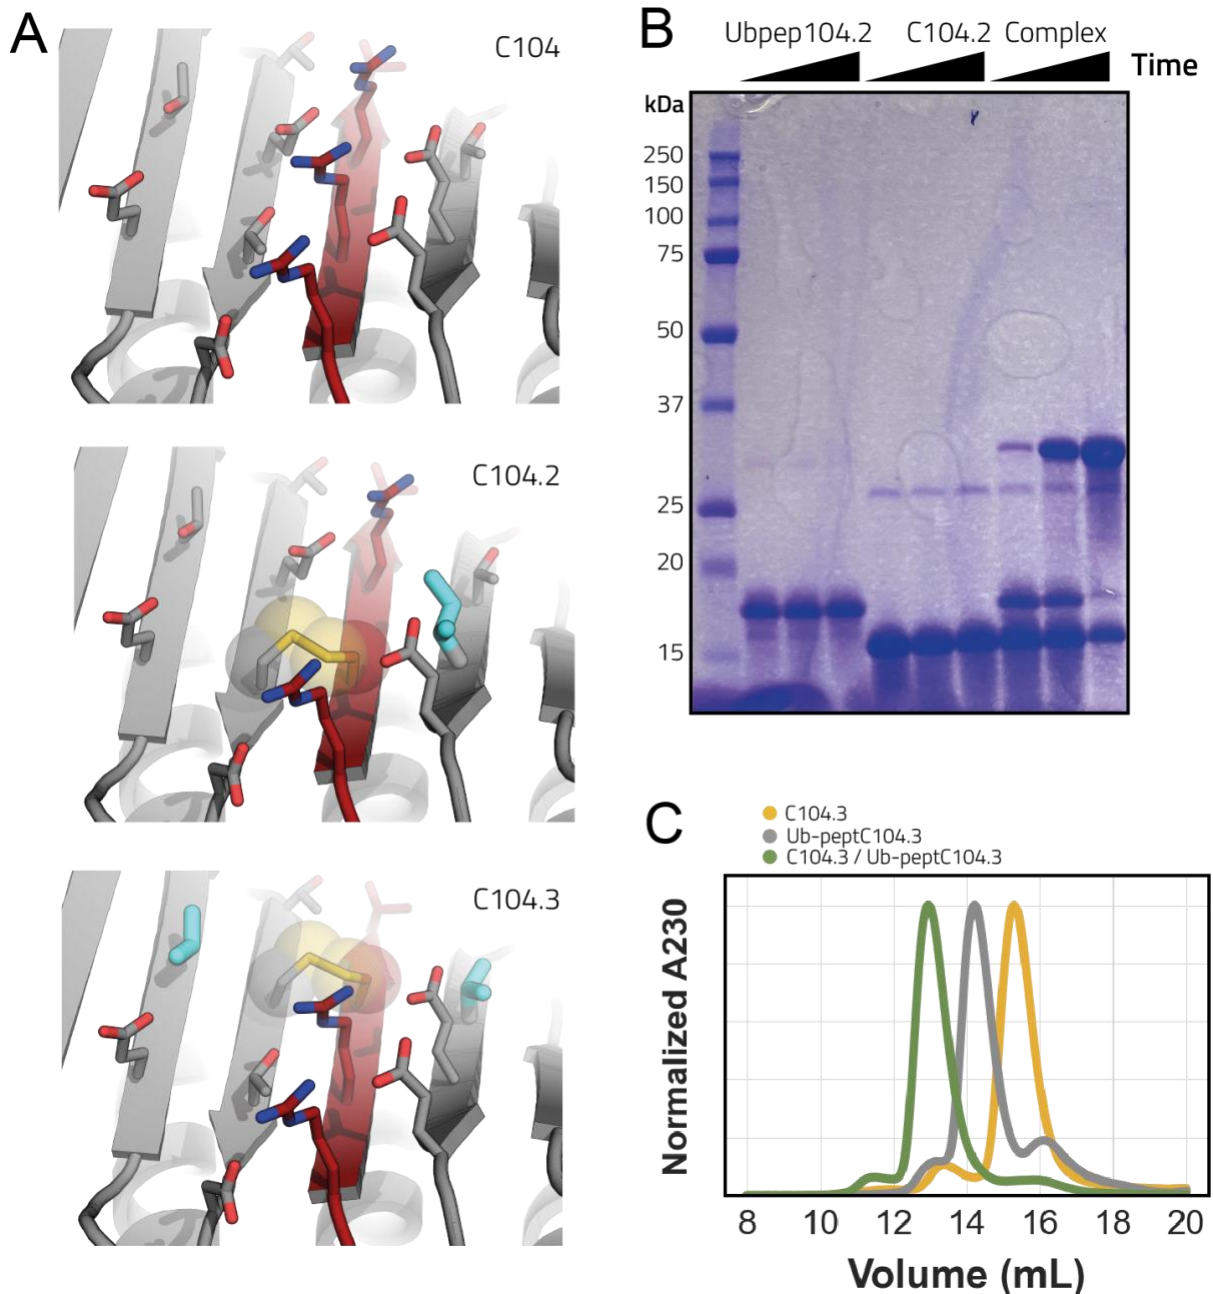 A
C104
C104.2
C104.3
B
Ubpep104.2 C104.2 Complex
Time
kDa
250
150
100
75
50
37
25
20
15
C
C104.3
Ub-peptC104.3
C104.3 / Ub-peptC104.3
Normalized A230
8 10 12 14 16 18 20
Volume (mL)